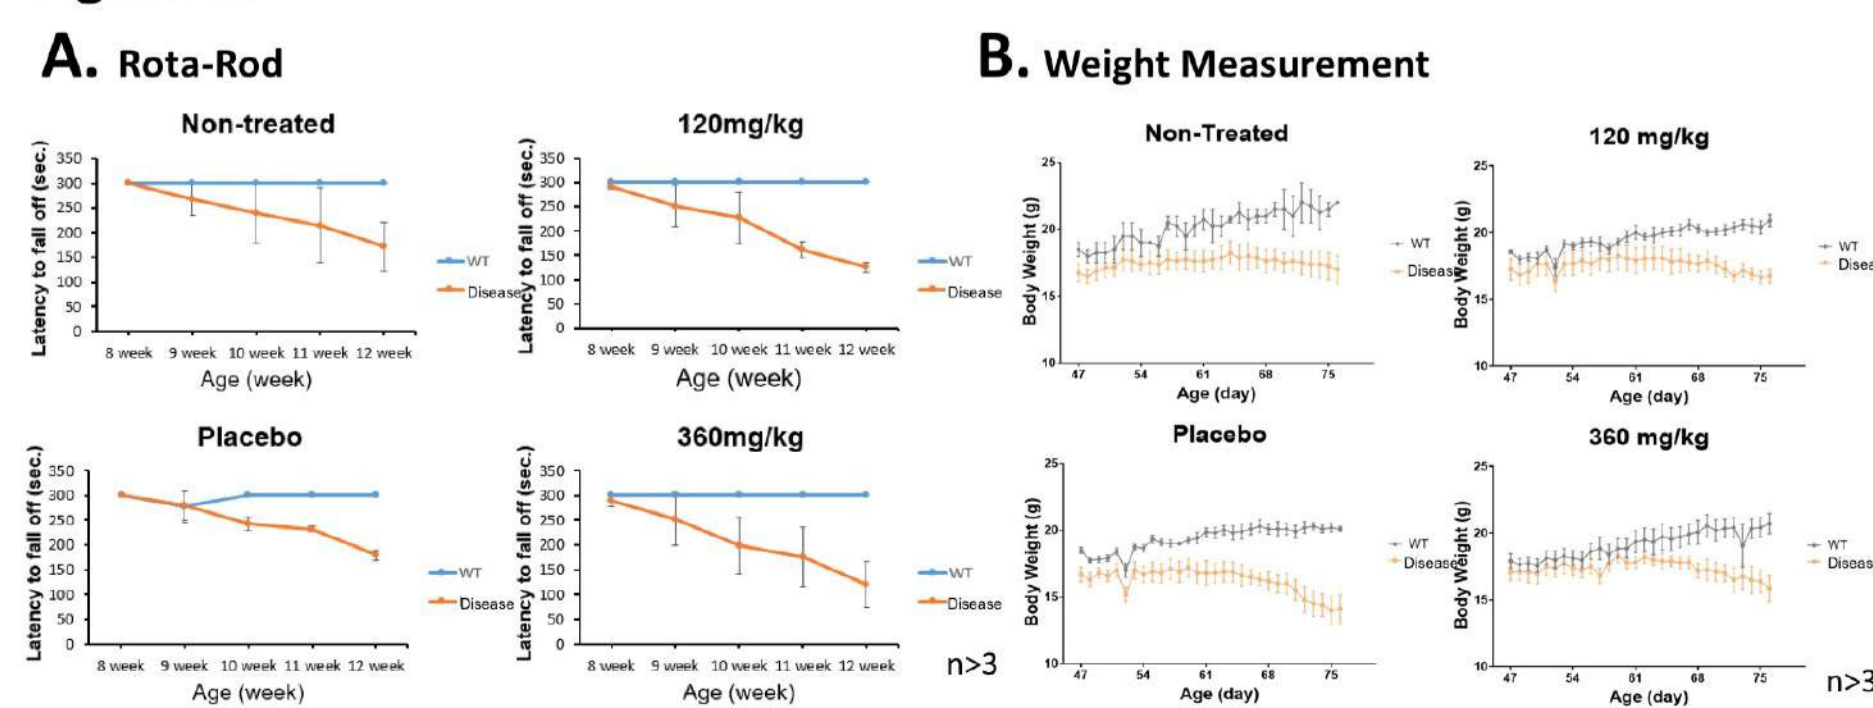 A. Rota-Rod
Non-treated
Latency to fall off (sec.)
350
300
250
200
150
100
50
0
8 week 9 week 10 week 11 week 12 week
Age (week)
WT
Disease
120mg/kg
Latency to fall off (sec.)
350
300
250
200
150
100
50
0
8 week 9 week 10 week 11 week 12 week
Age (week)
WT
Disease
Placebo
Latency to fall off (sec.)
350
300
250
200
150
100
50
0
8 week 9 week 10 week 11 week 12 week
Age (week)
WT
Disease
360mg/kg
Latency to fall off (sec.)
350
300
250
200
150
100
50
0
8 week 9 week 10 week 11 week 12 week
Age (week)
WT
Disease
n>3
B. Weight Measurement
Non-Treated
Body Weight (g)
25
20
15
10
47 54 61 68 75
Age (day)
WT
Disease
120 mg/kg
Body Weight (g)
25
20
15
10
47 54 61 68 75
Age (day)
WT
Disea
Placebo
Body Weight (g)
25
20
15
10
47 54 61 68 75
Age (day)
WT
Disease
360 mg/kg
Body Weight (g)
25
20
15
10
47 54 61 68 75
Age (day)
WT
Diseas
n>3